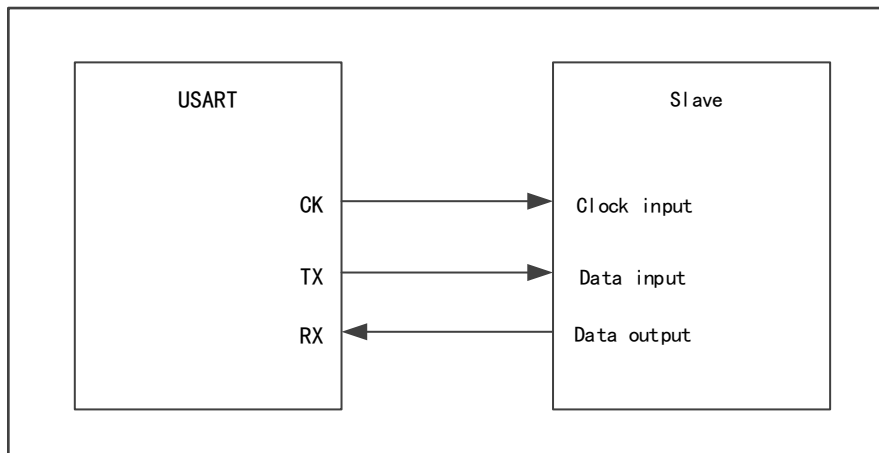 USART
Slave
CK
Clock input
TX
Data input
RX
Data output